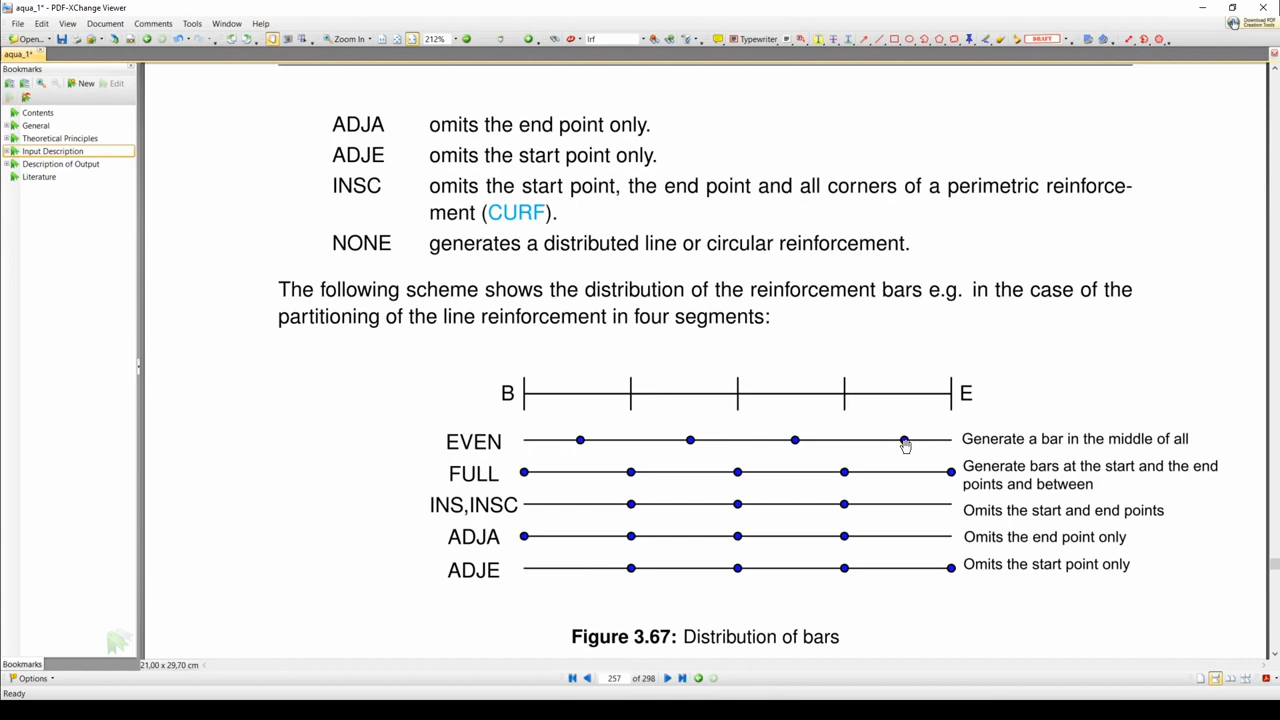 aqua_1* - PDF-XChange Viewer
File Edit View Document Comments Tools Window Help
Open... Zoom In 212% lrf Typewriter DRAFT
Download PDF Creation Tools
aqua_1*
Bookmarks
New Edit
Contents
General
Theoretical Principles
Input Description
Description of Output
Literature
ADJA omits the end point only.
ADJE omits the start point only.
INSC omits the start point, the end point and all corners of a perimetric reinforce-
ment (CURF).
NONE generates a distributed line or circular reinforcement.
The following scheme shows the distribution of the reinforcement bars e.g. in the case of the
partitioning of the line reinforcement in four segments:
B E
EVEN Generate a bar in the middle of all
FULL Generate bars at the start and the end
points and between
INS,INSC Omits the start and end points
ADJA Omits the end point only
ADJE Omits the start point only
Figure 3.67: Distribution of bars
Bookmarks 21,00 x 29,70 cm
Options 257 of 298
Ready